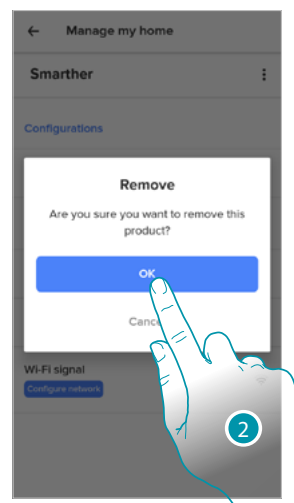 ← Manage my home
Smarther
Configurations
Remove
Are you sure you want to remove this
product?
OK
Cance
Wi-Fi signal
Configure network
2